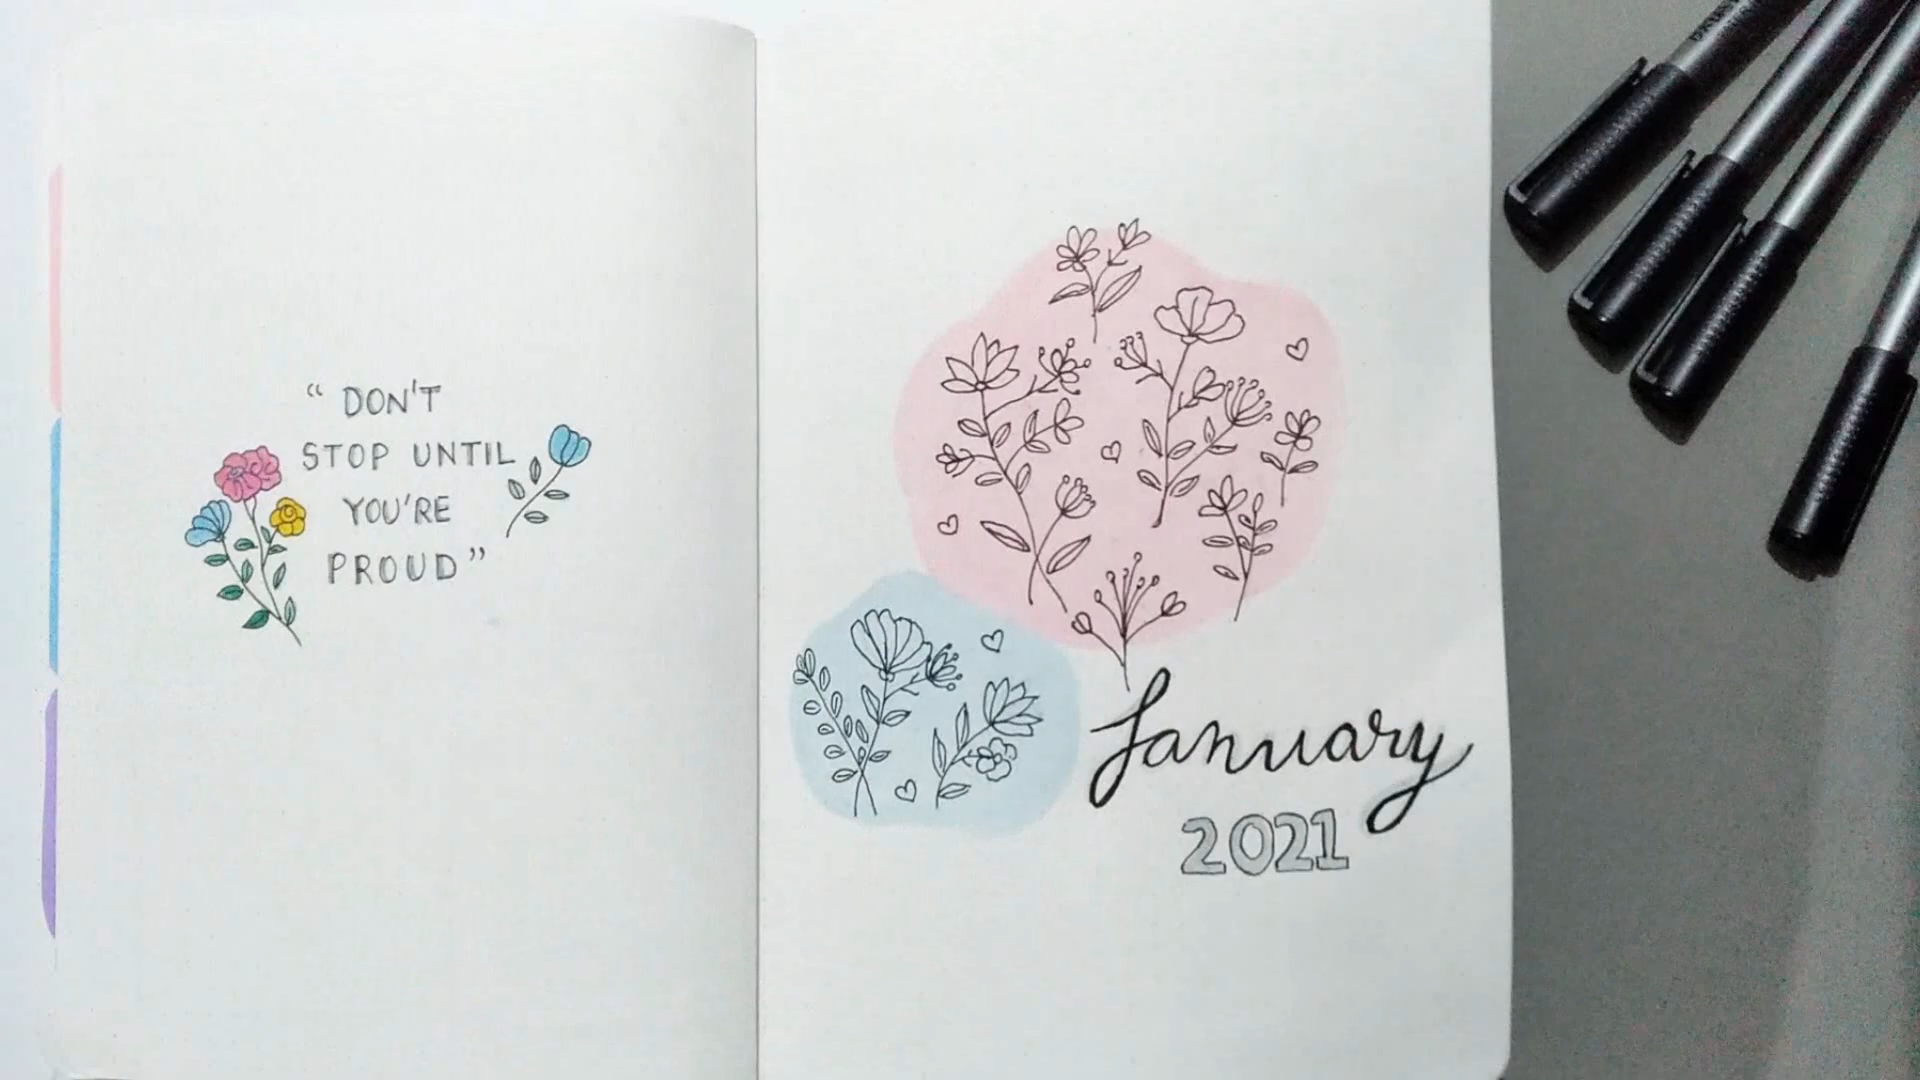 “ DON'T
STOP UNTIL
YOU'RE
PROUD”
January
2021